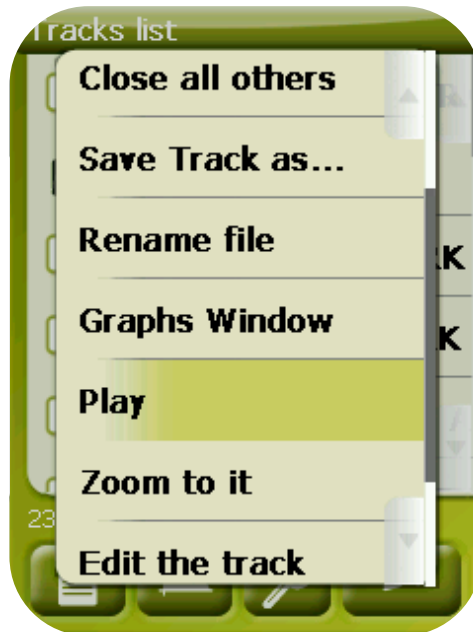 Tracks list
Close all others
Save Track as...
Rename file
K
Graphs Window
K
Play
Zoom to it
23
Edit the track